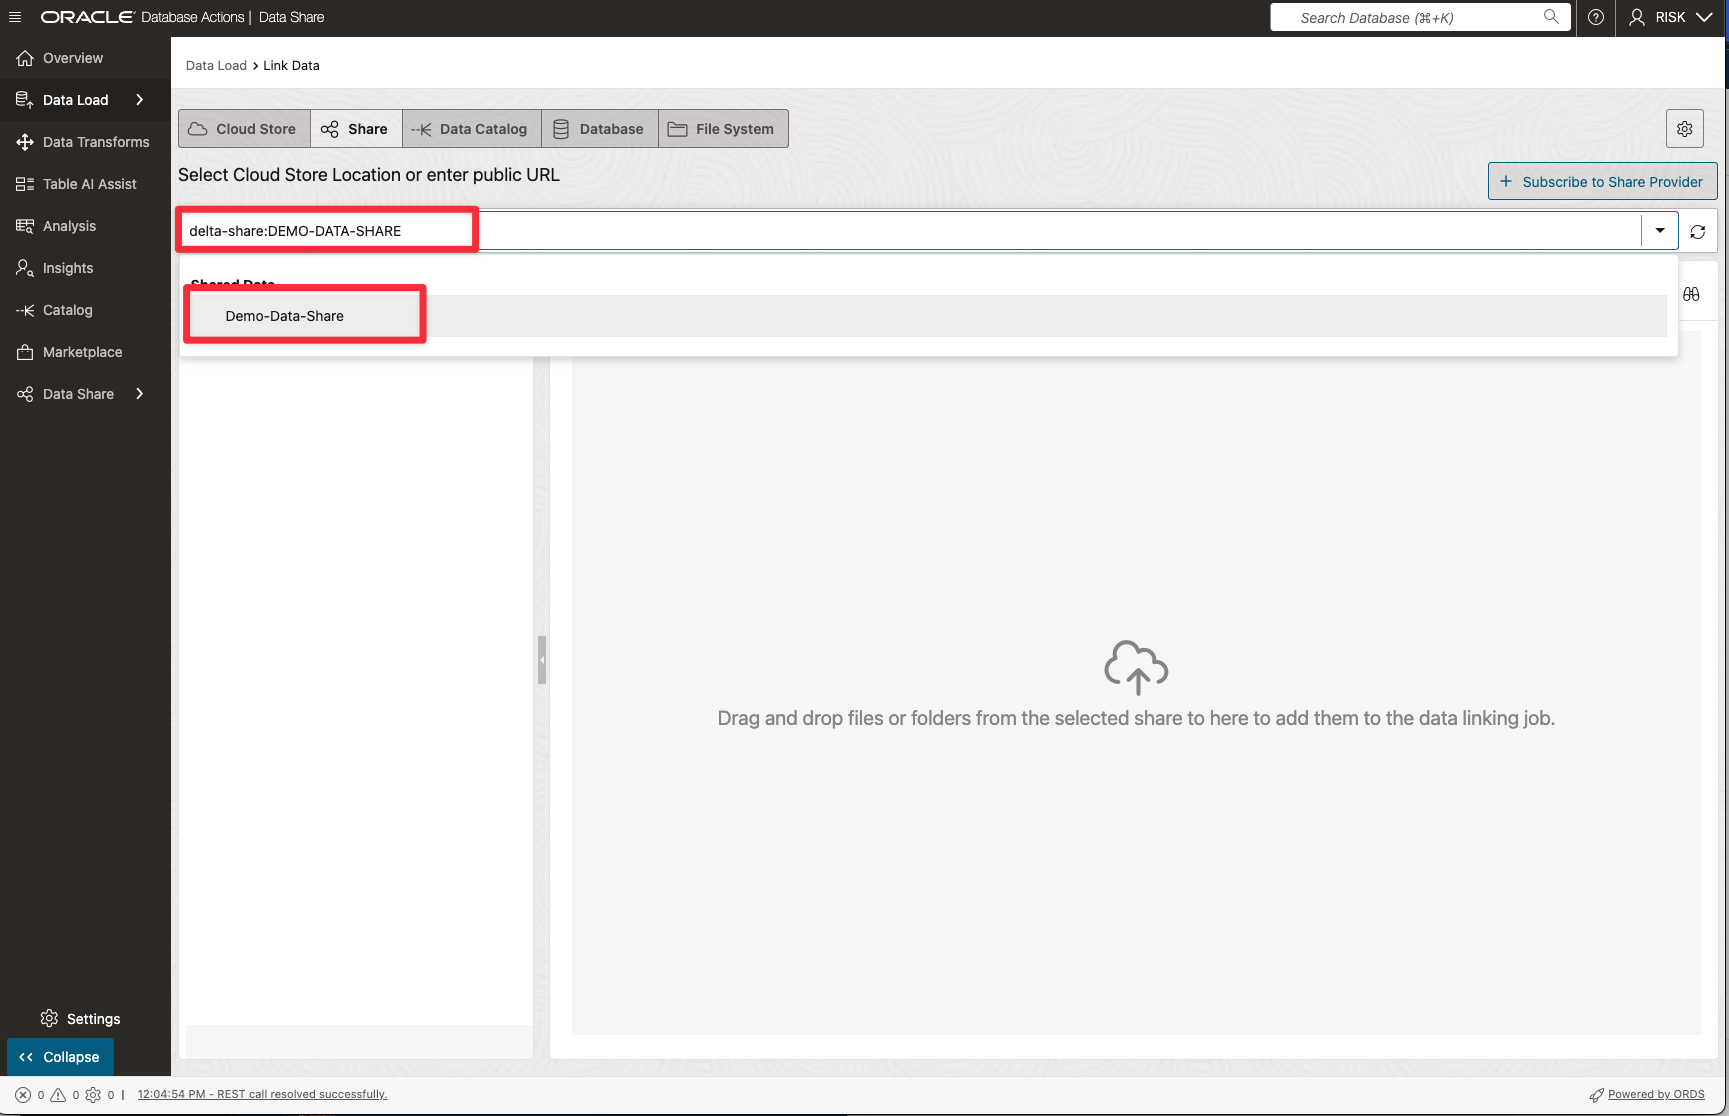 ORACLE Database Actions | Data Share
Search Database (⌘+K)
RISK
Overview
Data Load
Data Transforms
Table AI Assist
Analysis
Insights
Catalog
Marketplace
Data Share
Settings
Collapse
Data Load > Link Data
Cloud Store Share Data Catalog Database File System
Select Cloud Store Location or enter public URL
+ Subscribe to Share Provider
delta-share:DEMO-DATA-SHARE
Shared Data
Demo-Data-Share
Drag and drop files or folders from the selected share to here to add them to the data linking job.
0 0 0 | 12:04:54 PM - REST call resolved successfully.
Powered by ORDS